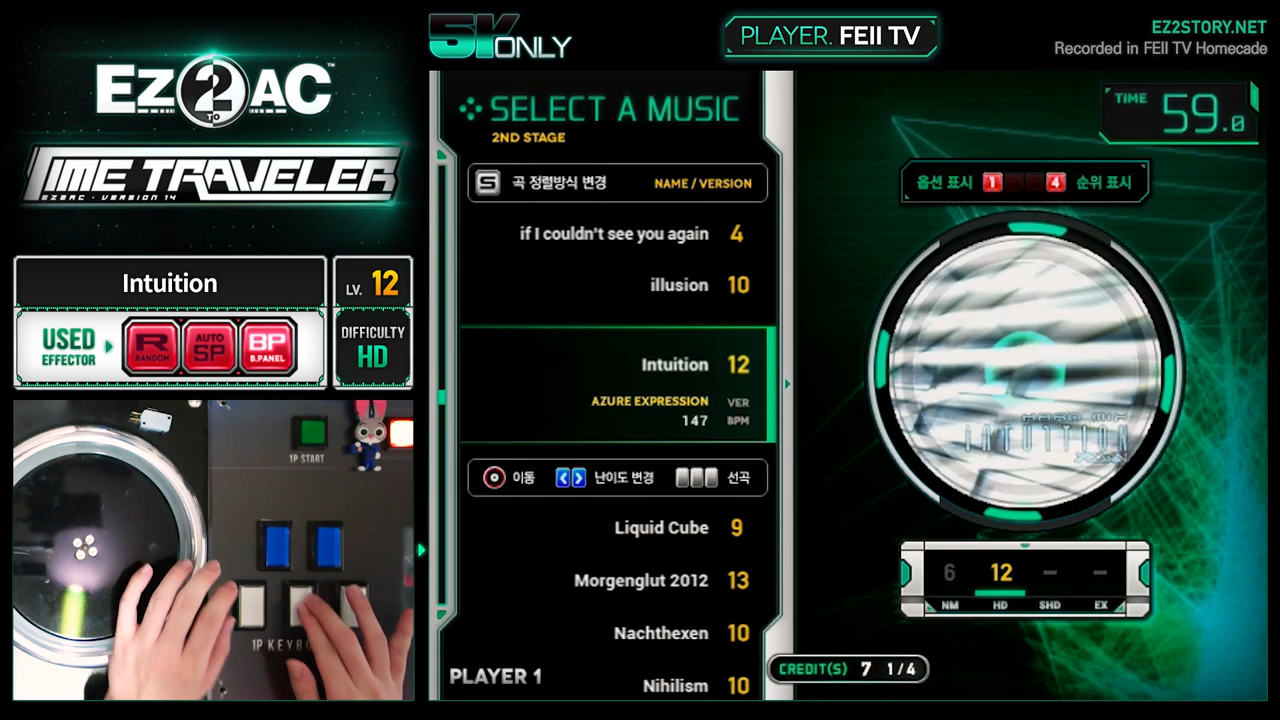 EZ2AC™
TO
TIME TRAVELER
EZ2AC - VERSION 14
Intuition
LV. 12
USED
EFFECTOR
R
RANDOM
AUTO
SP
BP
B.PANEL
DIFFICULTY
HD
1P START
1P KEYBO
5K ONLY
PLAYER. FEII TV
EZ2STORY.NET
Recorded in FEII TV Homecade
SELECT A MUSIC
2ND STAGE
S 곡 정렬방식 변경 NAME / VERSION
if I couldn't see you again 4
illusion 10
Intuition 12
AZURE EXPRESSION VER
147 BPM
이동 난이도 변경 선곡
Liquid Cube 9
Morgenglut 2012 13
Nachthexen 10
Nihilism 10
PLAYER 1
TIME 59.0
옵션 표시 1 4 순위 표시
HARD MIX
INTUITION
6 12 - -
NM HD SHD EX
CREDIT(S) 7 1/4